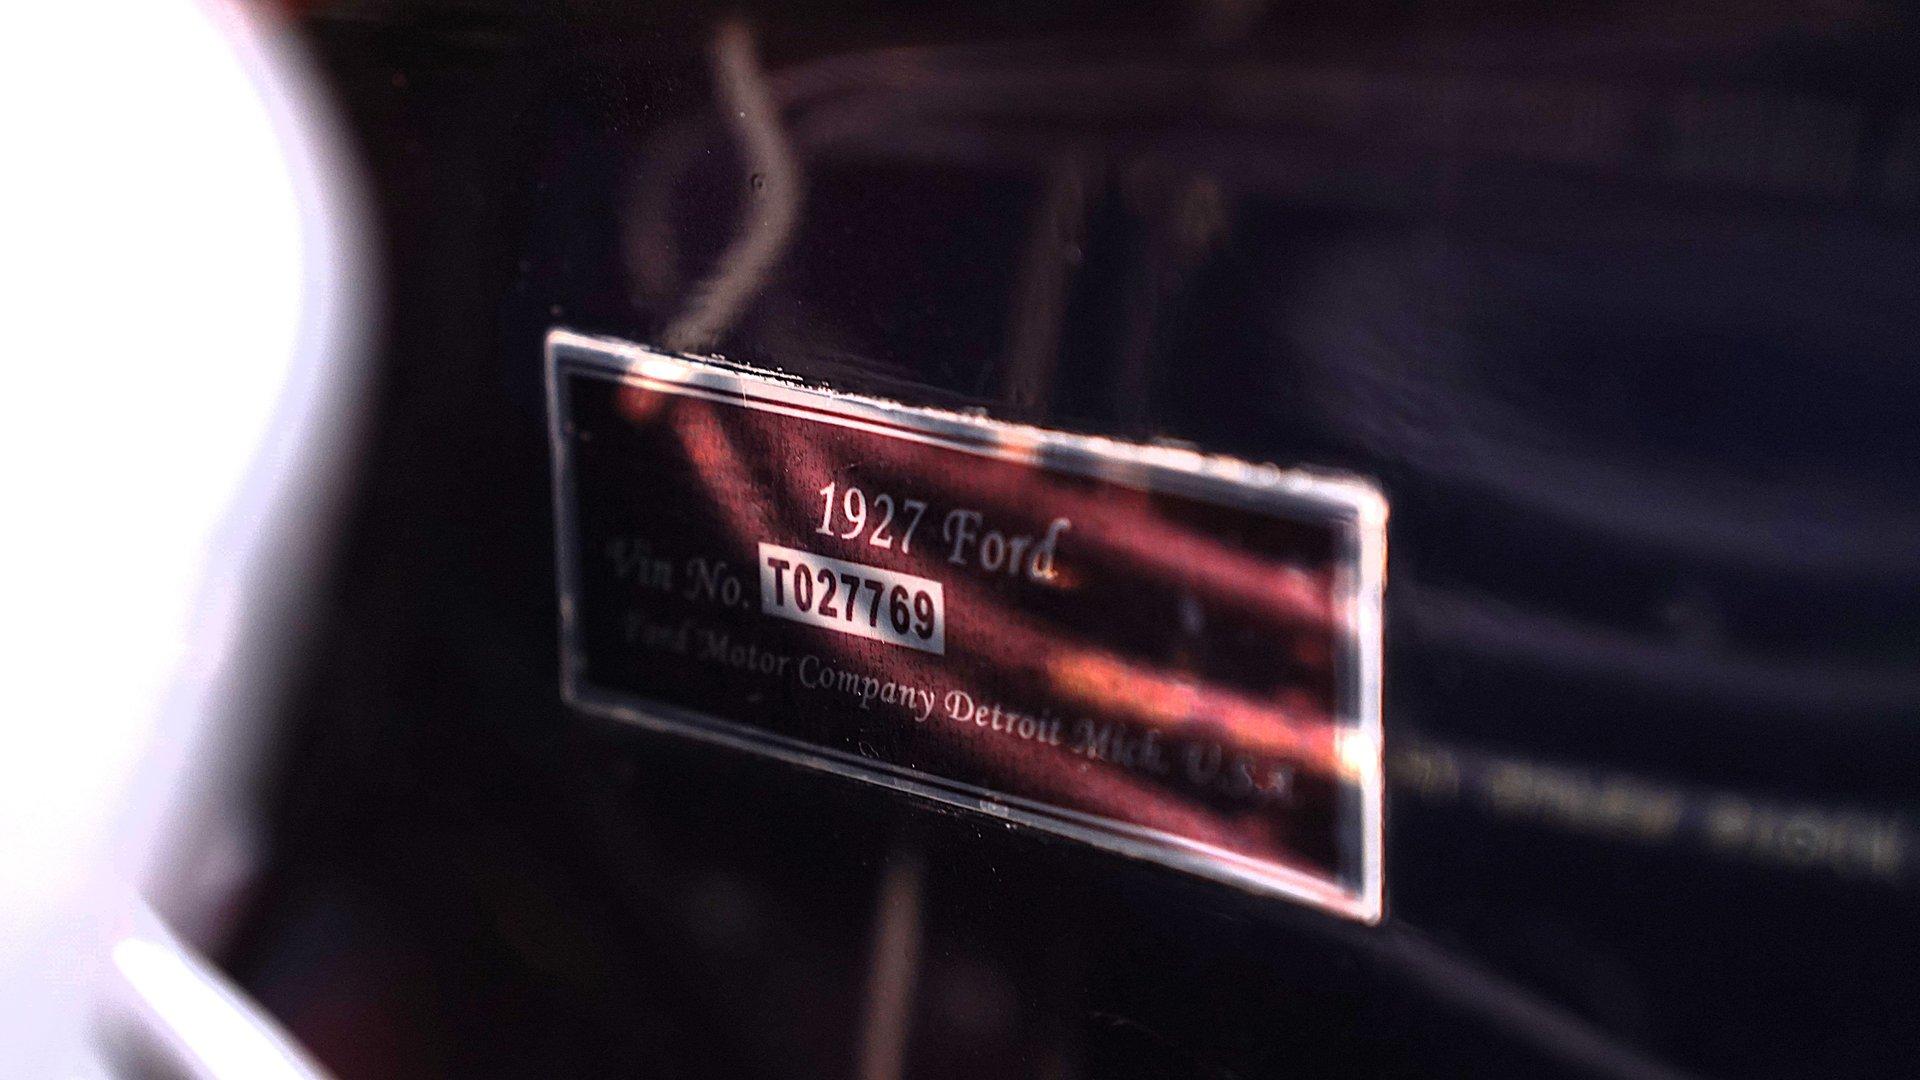 1927 Ford
Vin No. T027769
Ford Motor Company Detroit Mich. U.S.A